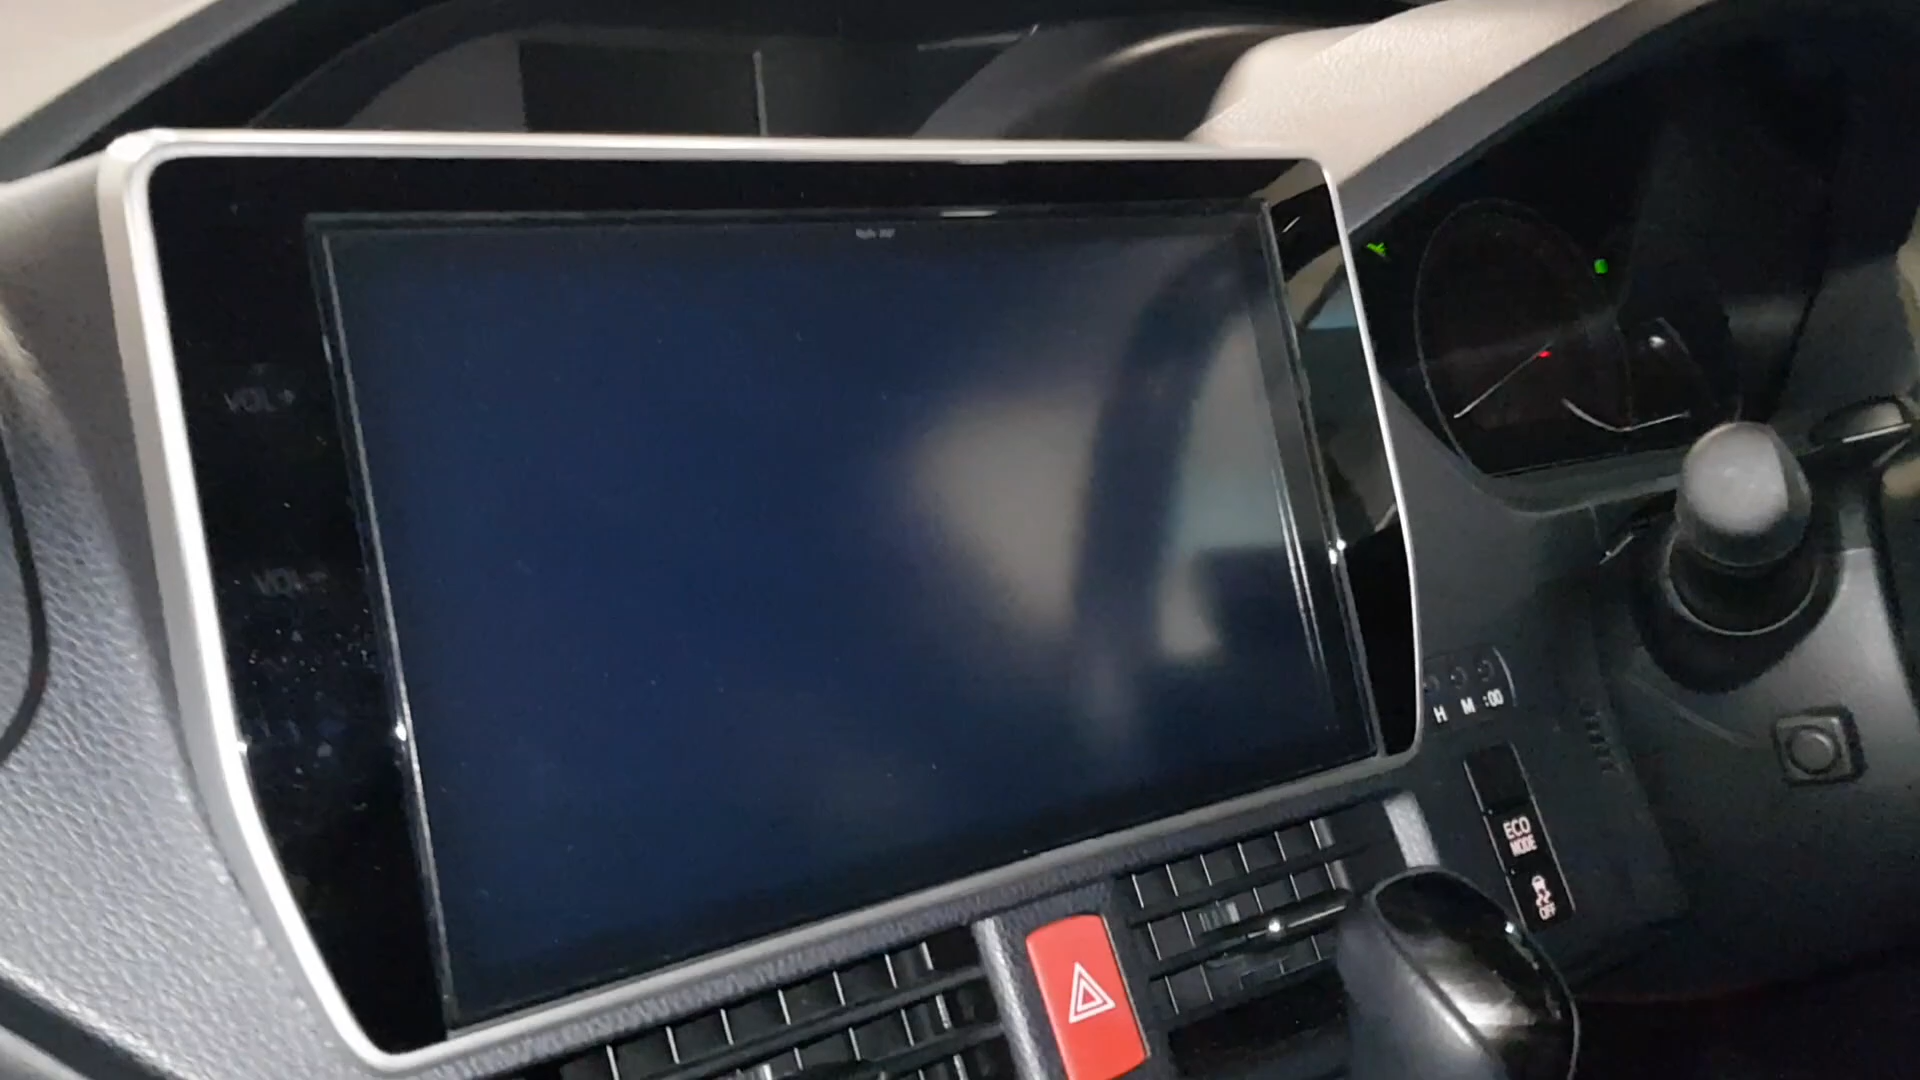 VOL+
VOL-
H M :00
ECO
MODE
OFF